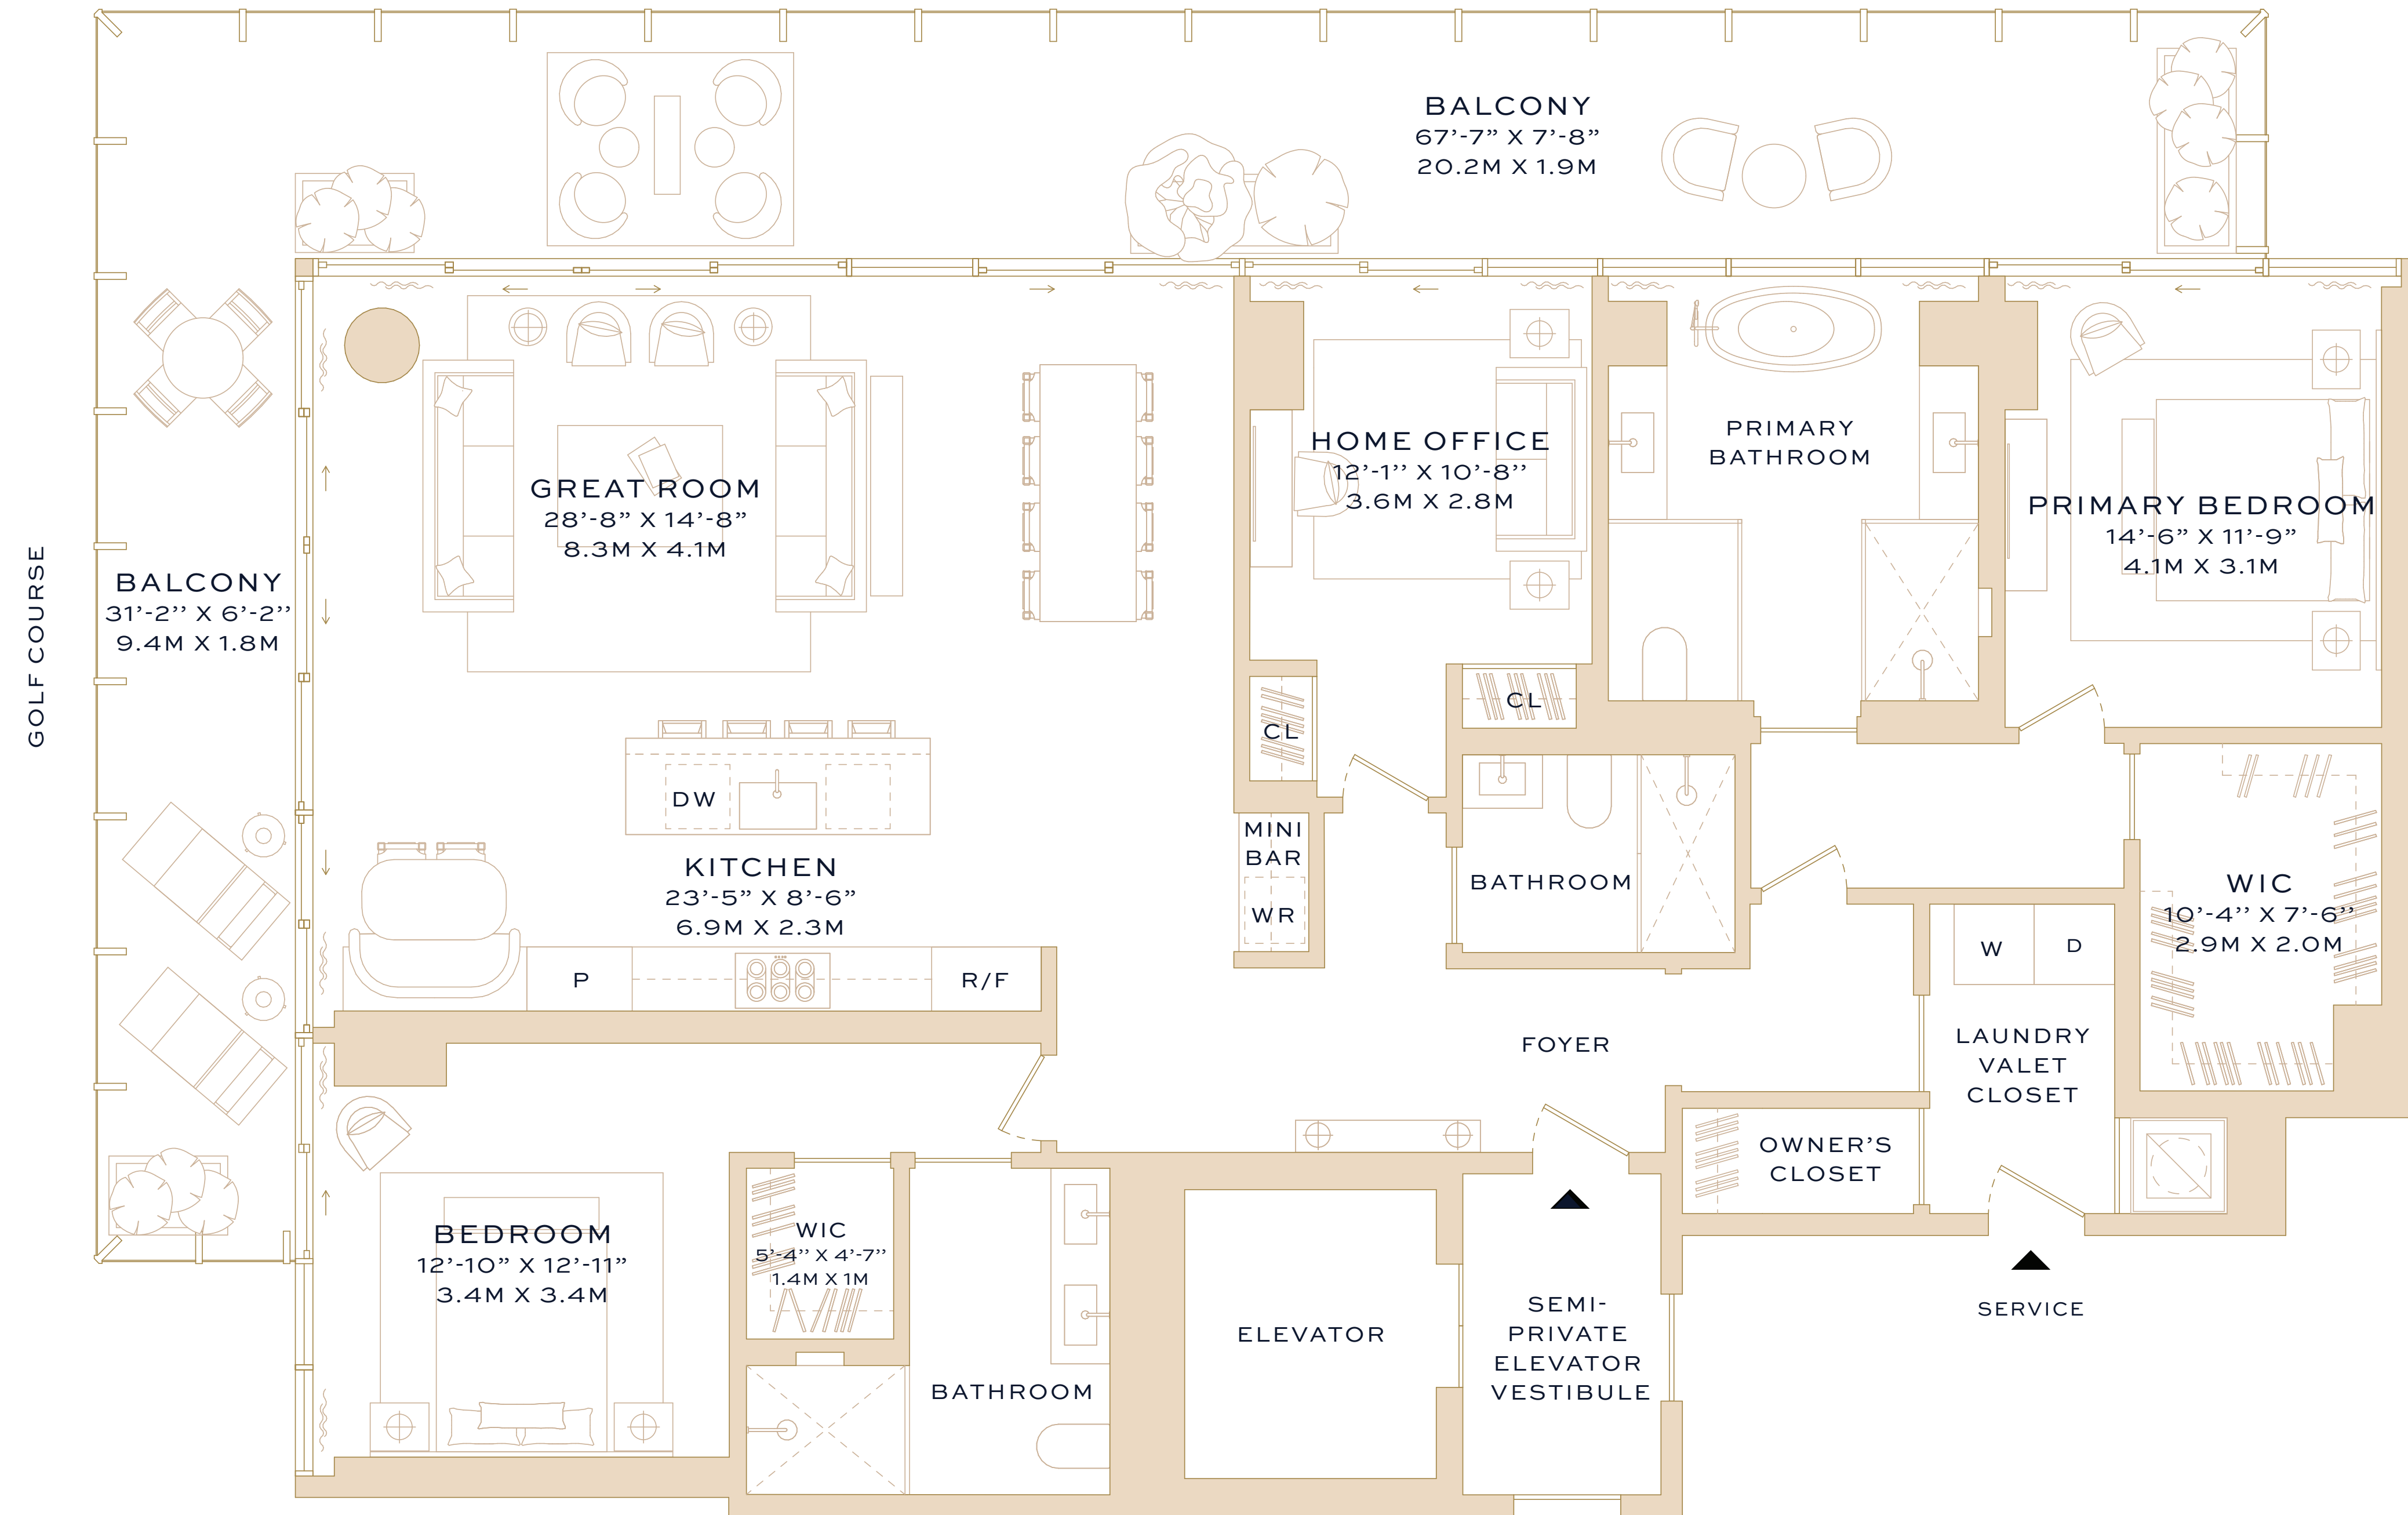 BALCONY
67’-7” X 7’-8”
20.2M X 1.9M
GOLF COURSE
BALCONY
31’-2’’ X 6’-2’’
9.4M X 1.8M
GREAT ROOM
28’-8” X 14’-8”
8.3M X 4.1M
HOME OFFICE
12’-1’’ X 10’-8’’
3.6M X 2.8M
PRIMARY
BATHROOM
PRIMARY BEDROOM
14’-6” X 11’-9”
4.1M X 3.1M
CL
CL
DW
KITCHEN
23’-5” X 8’-6”
6.9M X 2.3M
P
R/F
MINI
BAR
WR
BATHROOM
WIC
10’-4’’ X 7’-6’’
2.9M X 2.0M
W
D
LAUNDRY
VALET
CLOSET
FOYER
OWNER’S
CLOSET
BEDROOM
12’-10” X 12’-11”
3.4M X 3.4M
WIC
5’-4’’ X 4’-7’’
1.4M X 1M
BATHROOM
ELEVATOR
SEMI-
PRIVATE
ELEVATOR
VESTIBULE
SERVICE